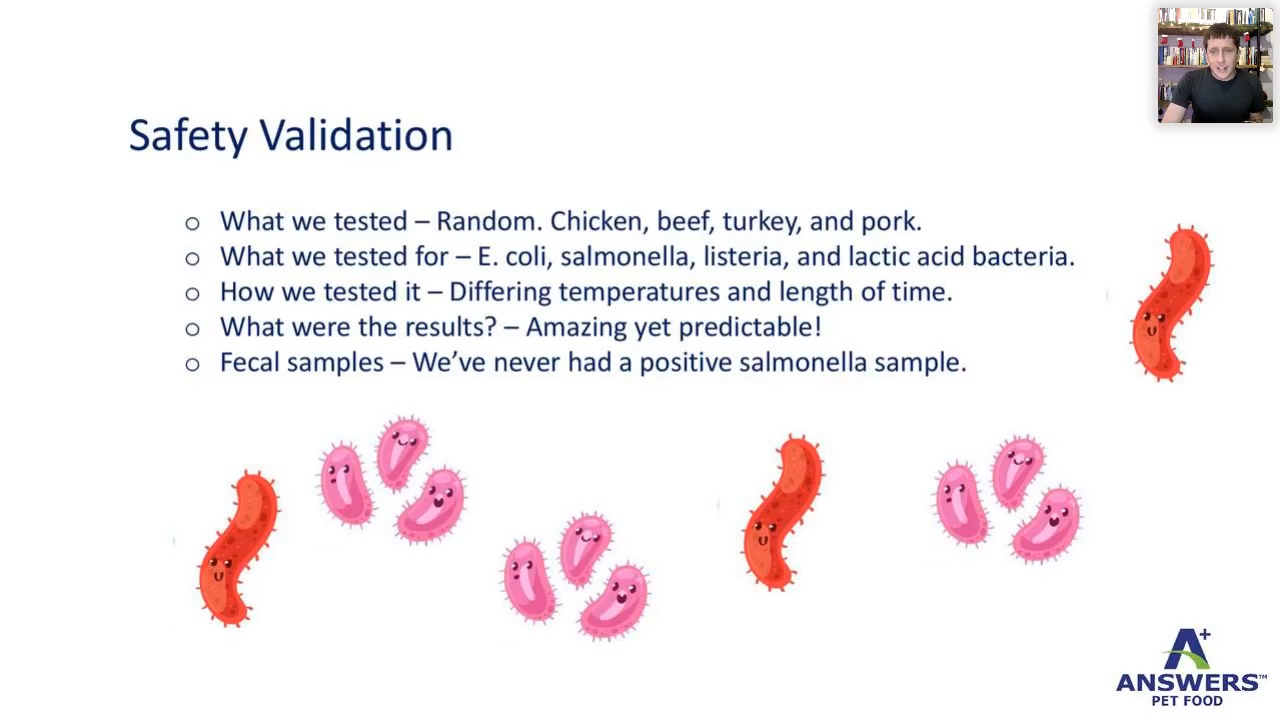 Safety Validation
o What we tested – Random. Chicken, beef, turkey, and pork.
o What we tested for – E. coli, salmonella, listeria, and lactic acid bacteria.
o How we tested it – Differing temperatures and length of time.
o What were the results? – Amazing yet predictable!
o Fecal samples – We’ve never had a positive salmonella sample.
A+
ANSWERS™
PET FOOD